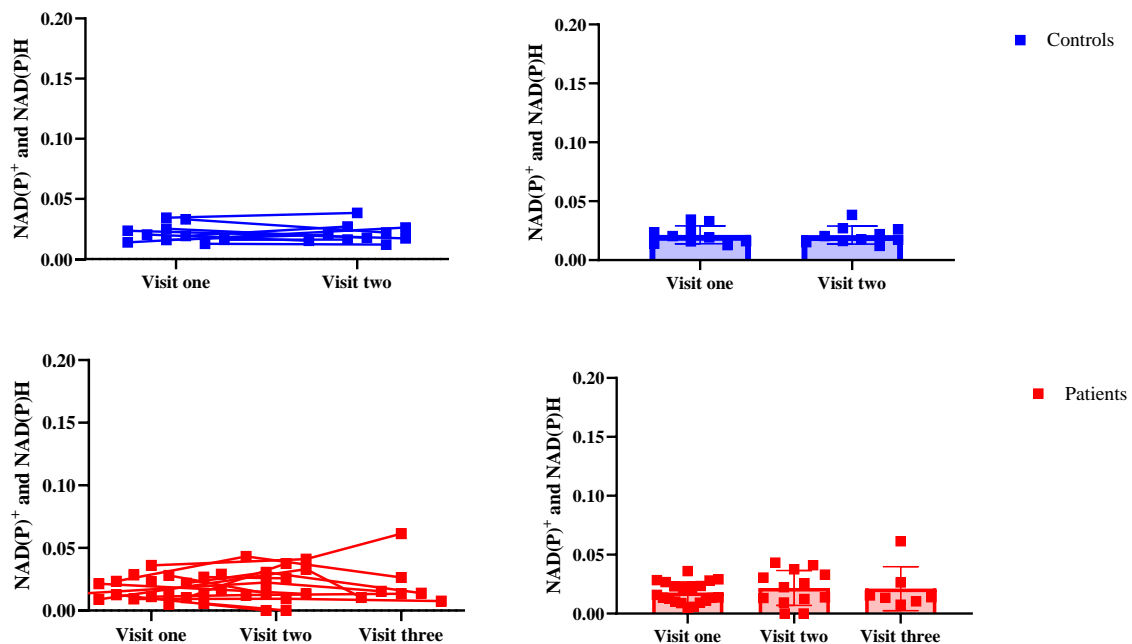 NAD(P)⁺ and NAD(P)H
0.20
0.15
0.10
0.05
0.00
Visit one Visit two
NAD(P)⁺ and NAD(P)H
0.20
0.15
0.10
0.05
0.00
Visit one Visit two
Controls
NAD(P)⁺ and NAD(P)H
0.20
0.15
0.10
0.05
0.00
Visit one Visit two Visit three
NAD(P)⁺ and NAD(P)H
0.20
0.15
0.10
0.05
0.00
Visit one Visit two Visit three
Patients